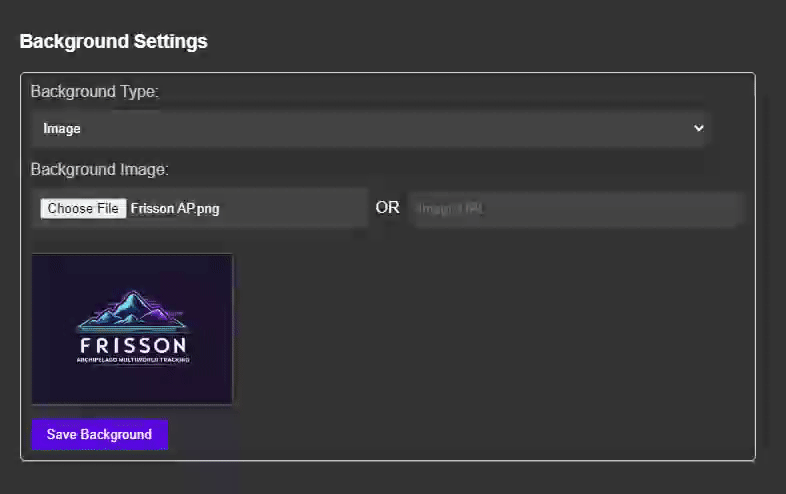 Background Settings
Background Type:
Image
Background Image:
Choose File Frisson AP.png OR Image URL
FRISSON
ARCHIPELAGO MULTIWORLD TRACKING
Save Background